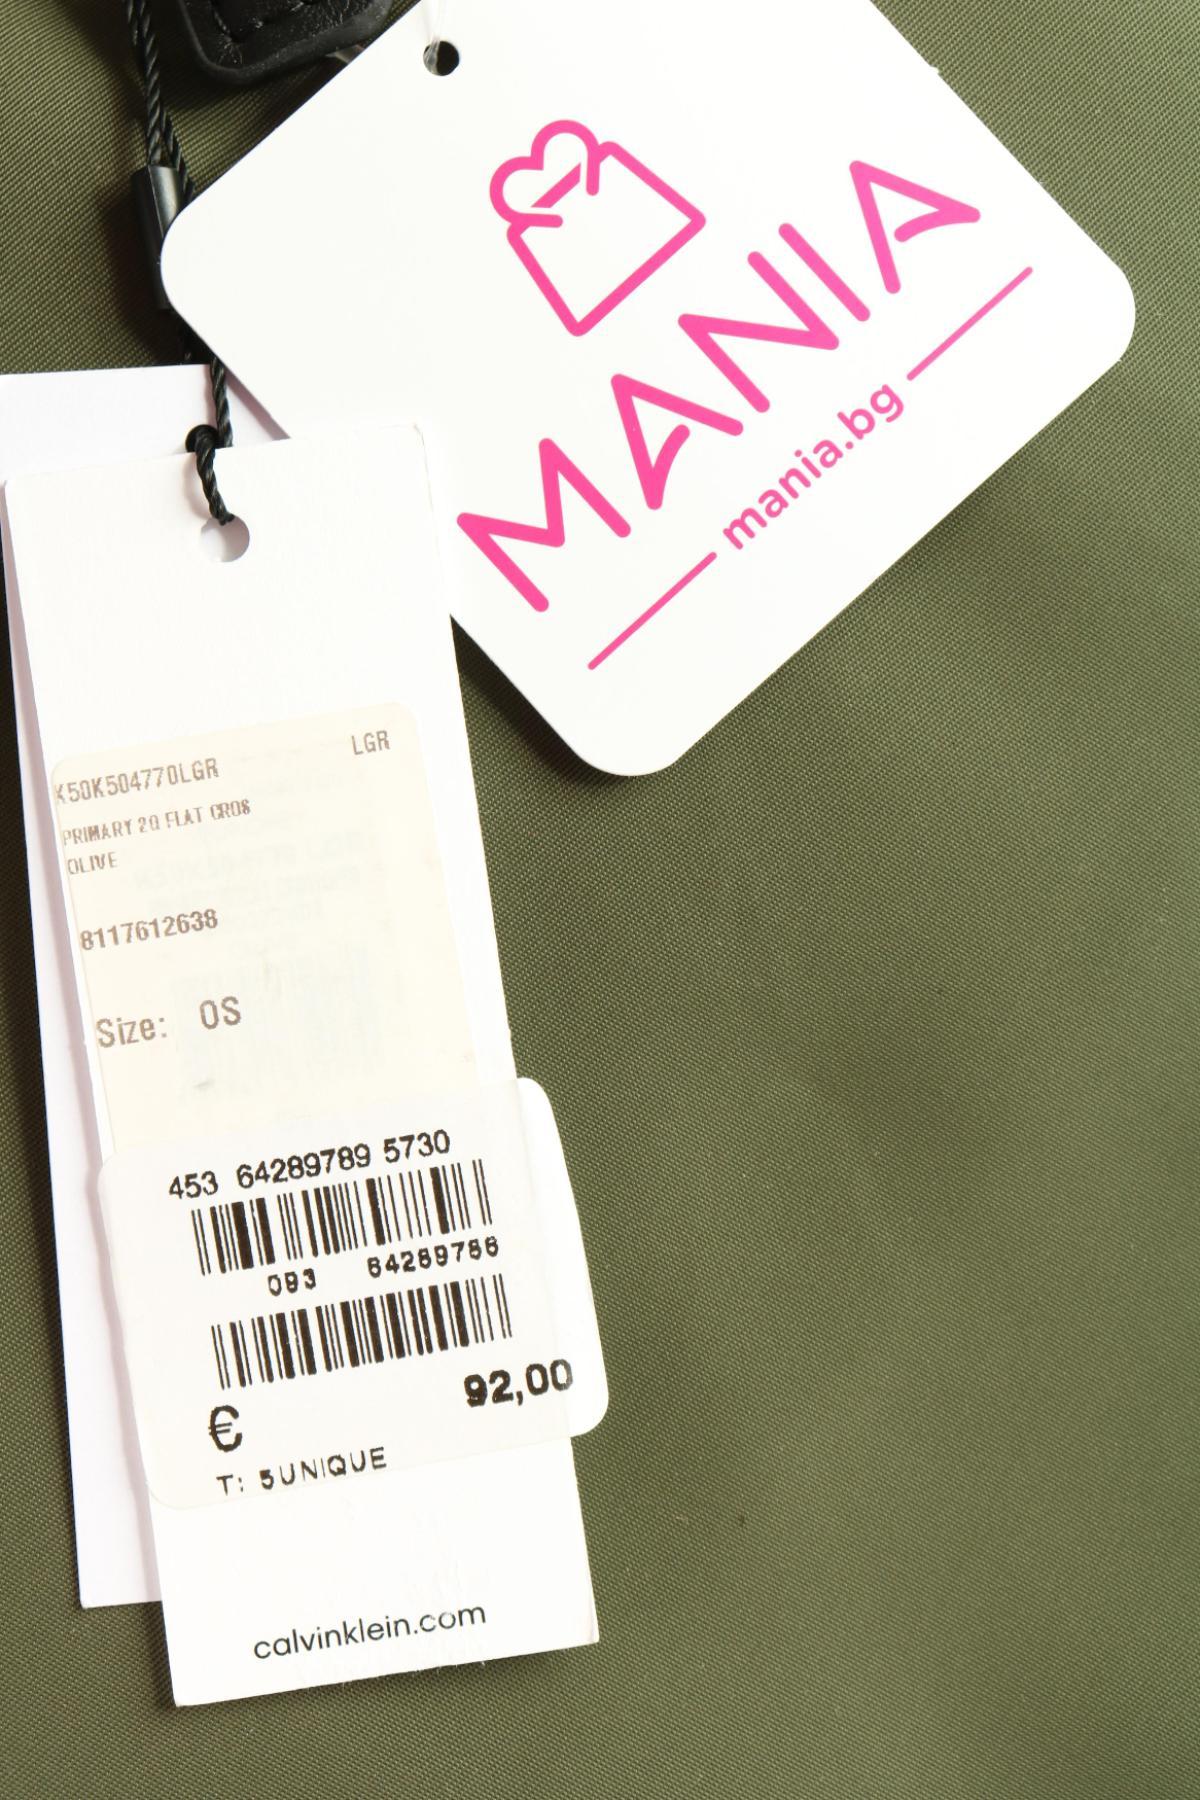 MANIA
mania.bg
K50K504770LGR LGR
PRIMARY 2G FLAT CROS
OLIVE
8117612638
Size: OS
453 64289789 5730
093 64289786
€ 92,00
T: 5UNIQUE
calvinklein.com